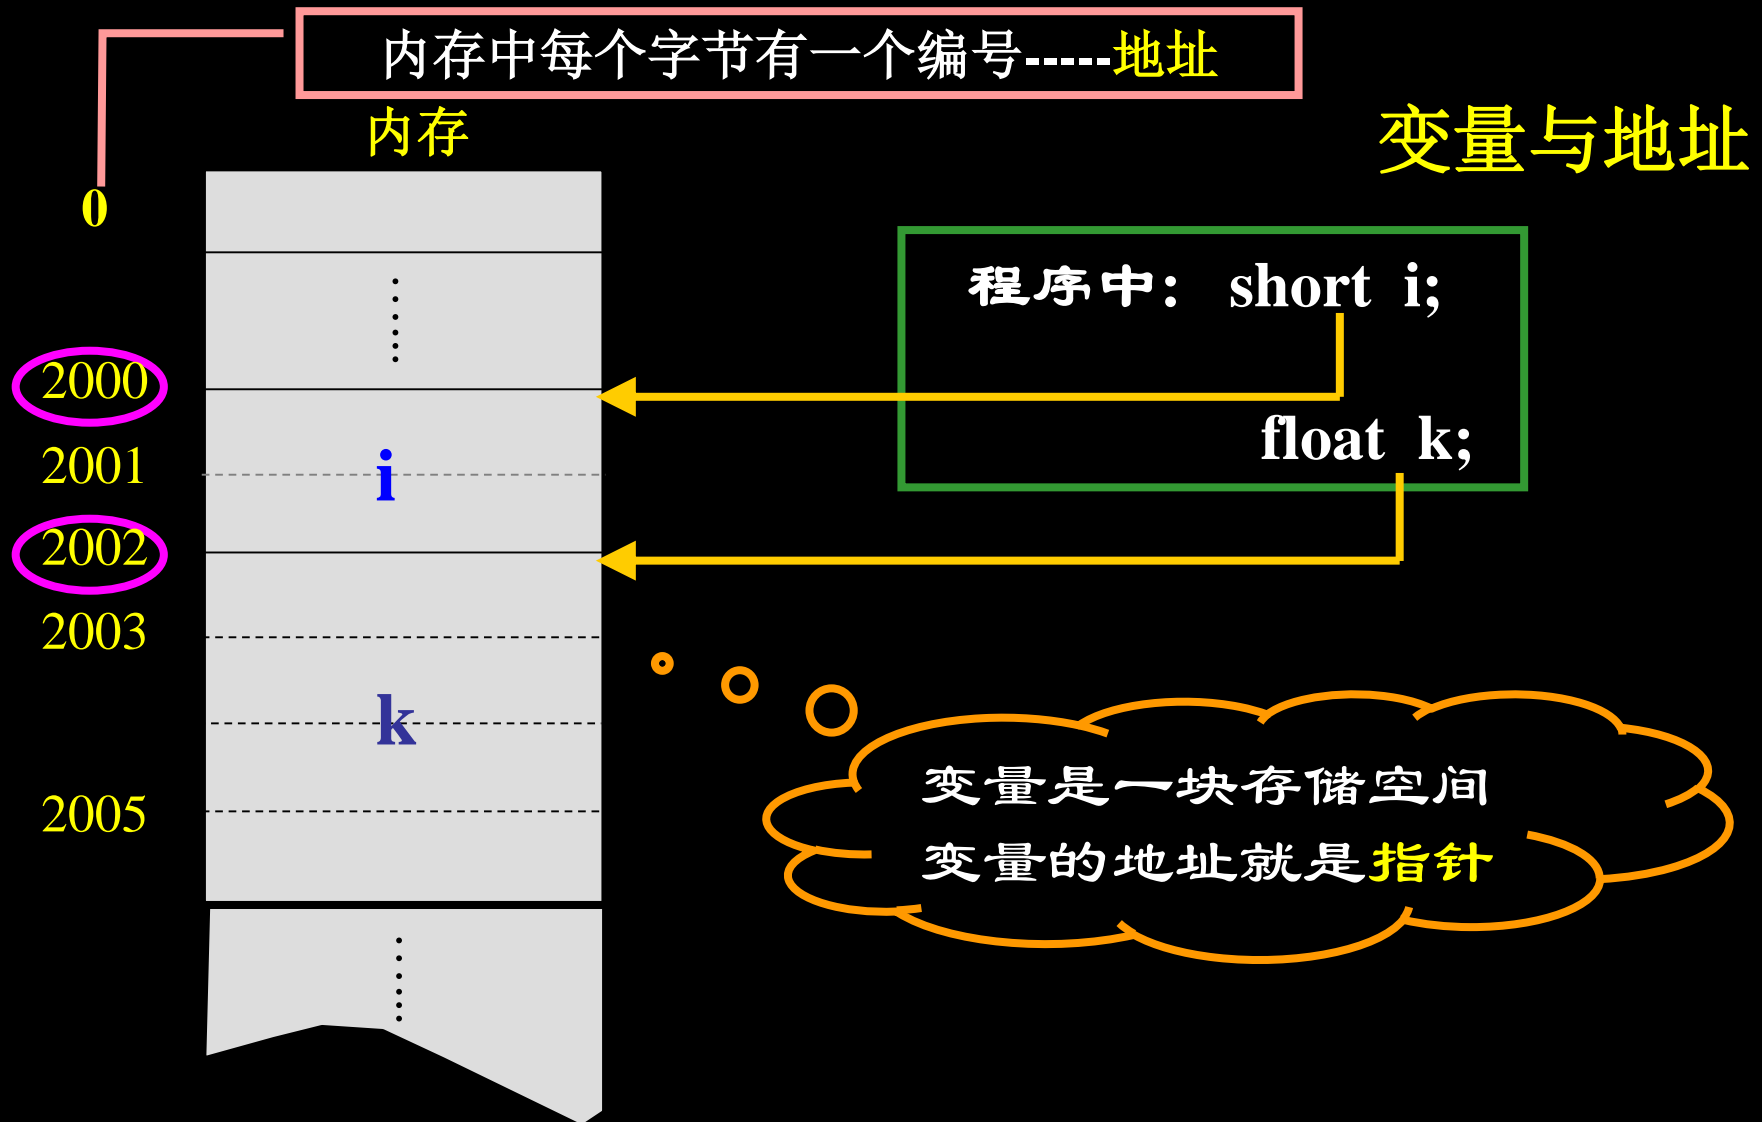 内存中每个字节有一个编号-----地址
变量与地址
内存
0
程序中: short i;
2000
float k;
2001
i
2002
2003
k
变量是一块存储空间
2005
变量的地址就是指针